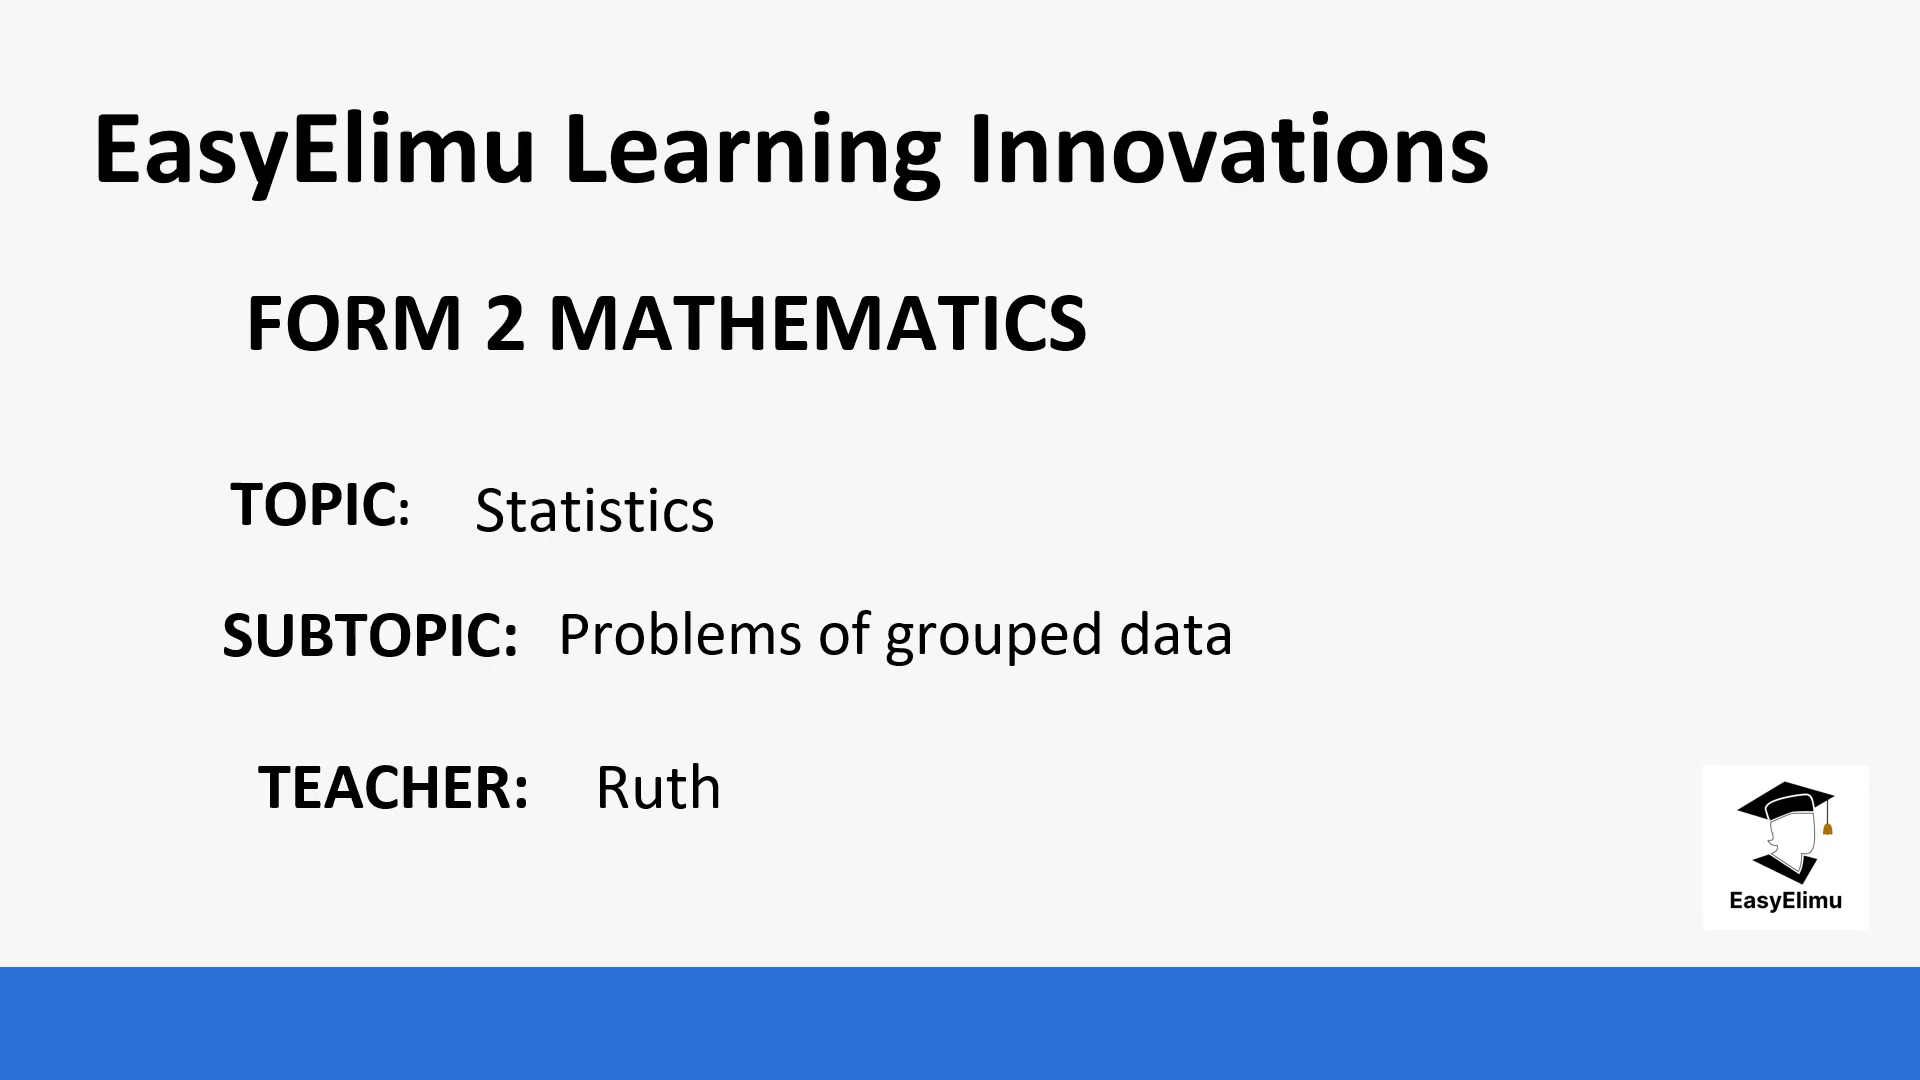 EasyElimu Learning Innovations
FORM 2 MATHEMATICS
TOPIC: Statistics
SUBTOPIC: Problems of grouped data
TEACHER: Ruth
EasyElimu